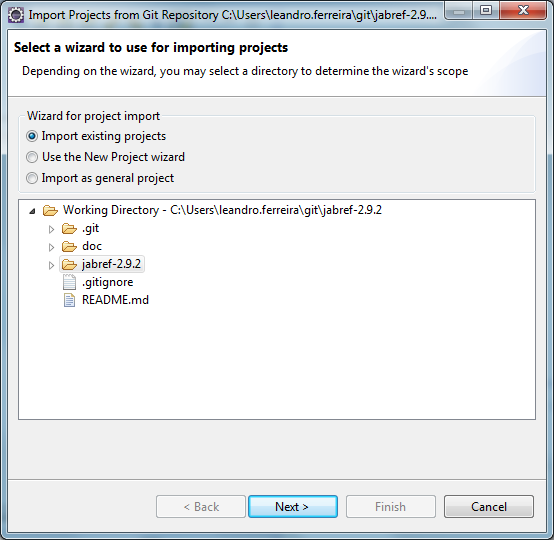 Import Projects from Git Repository C:\Users\leandro.ferreira\git\jabref-2.9....
Select a wizard to use for importing projects
Depending on the wizard, you may select a directory to determine the wizard's scope
Wizard for project import
Import existing projects
Use the New Project wizard
Import as general project
Working Directory - C:\Users\leandro.ferreira\git\jabref-2.9.2
.git
doc
jabref-2.9.2
.gitignore
README.md
< Back
Next >
Finish
Cancel